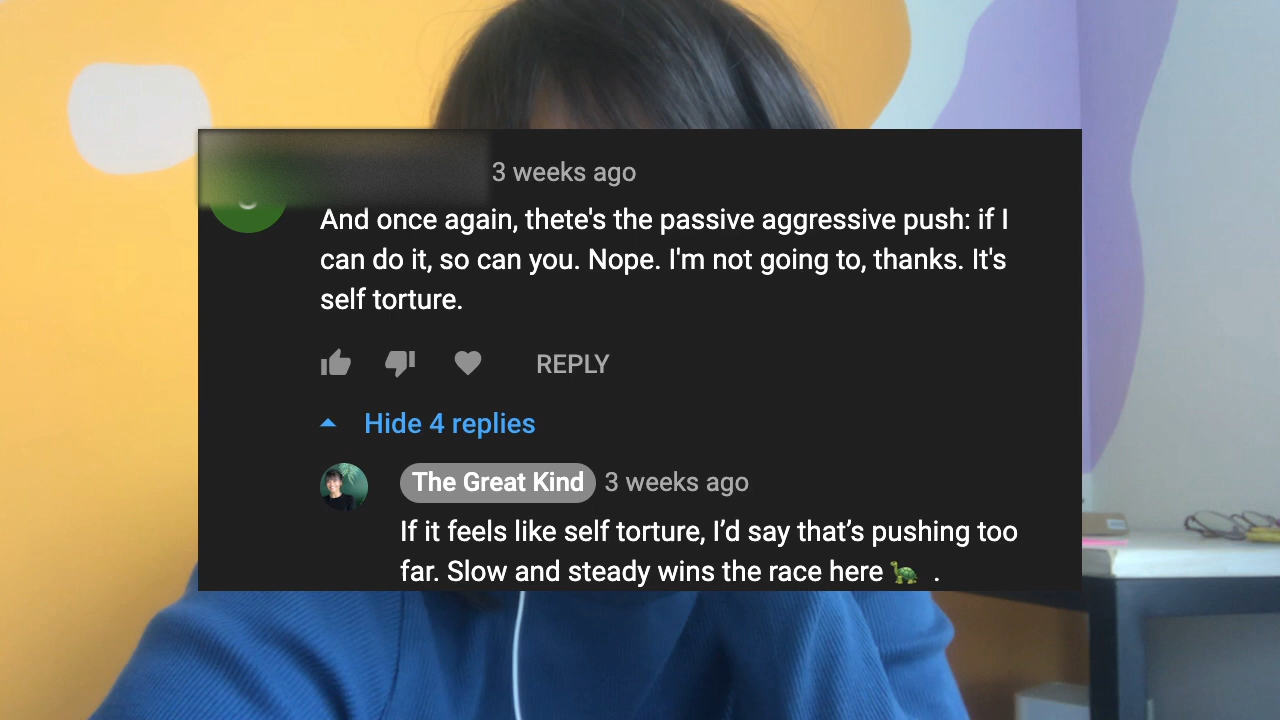 3 weeks ago
And once again, thete's the passive aggressive push: if I
can do it, so can you. Nope. I'm not going to, thanks. It's
self torture.
REPLY
Hide 4 replies
The Great Kind 3 weeks ago
If it feels like self torture, I’d say that’s pushing too
far. Slow and steady wins the race here 🐢 .